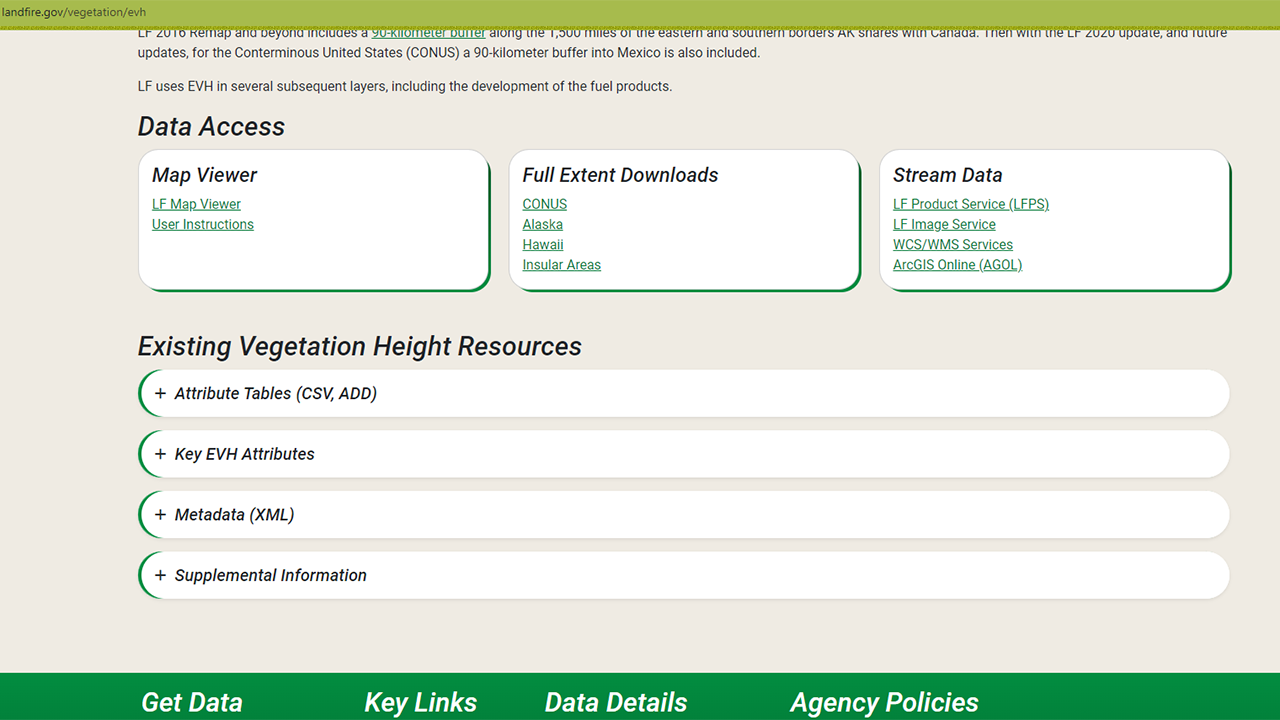 landfire.gov/vegetation/evh
LF 2016 Remap and beyond includes a 90-kilometer buffer along the 1,500 miles of the eastern and southern borders AK shares with Canada. Then with the LF 2020 update, and future
updates, for the Conterminous United States (CONUS) a 90-kilometer buffer into Mexico is also included.
LF uses EVH in several subsequent layers, including the development of the fuel products.
Data Access
Map Viewer
LF Map Viewer
User Instructions
Full Extent Downloads
CONUS
Alaska
Hawaii
Insular Areas
Stream Data
LF Product Service (LFPS)
LF Image Service
WCS/WMS Services
ArcGIS Online (AGOL)
Existing Vegetation Height Resources
+ Attribute Tables (CSV, ADD)
+ Key EVH Attributes
+ Metadata (XML)
+ Supplemental Information
Get Data
Key Links
Data Details
Agency Policies